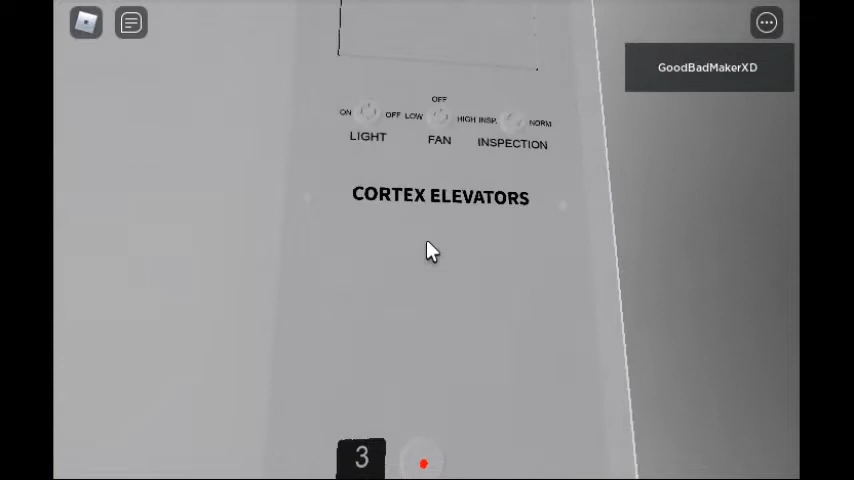 GoodBadMakerXD
OFF
ON OFF LOW HIGH INSP. NORM
LIGHT FAN INSPECTION
CORTEX ELEVATORS
3